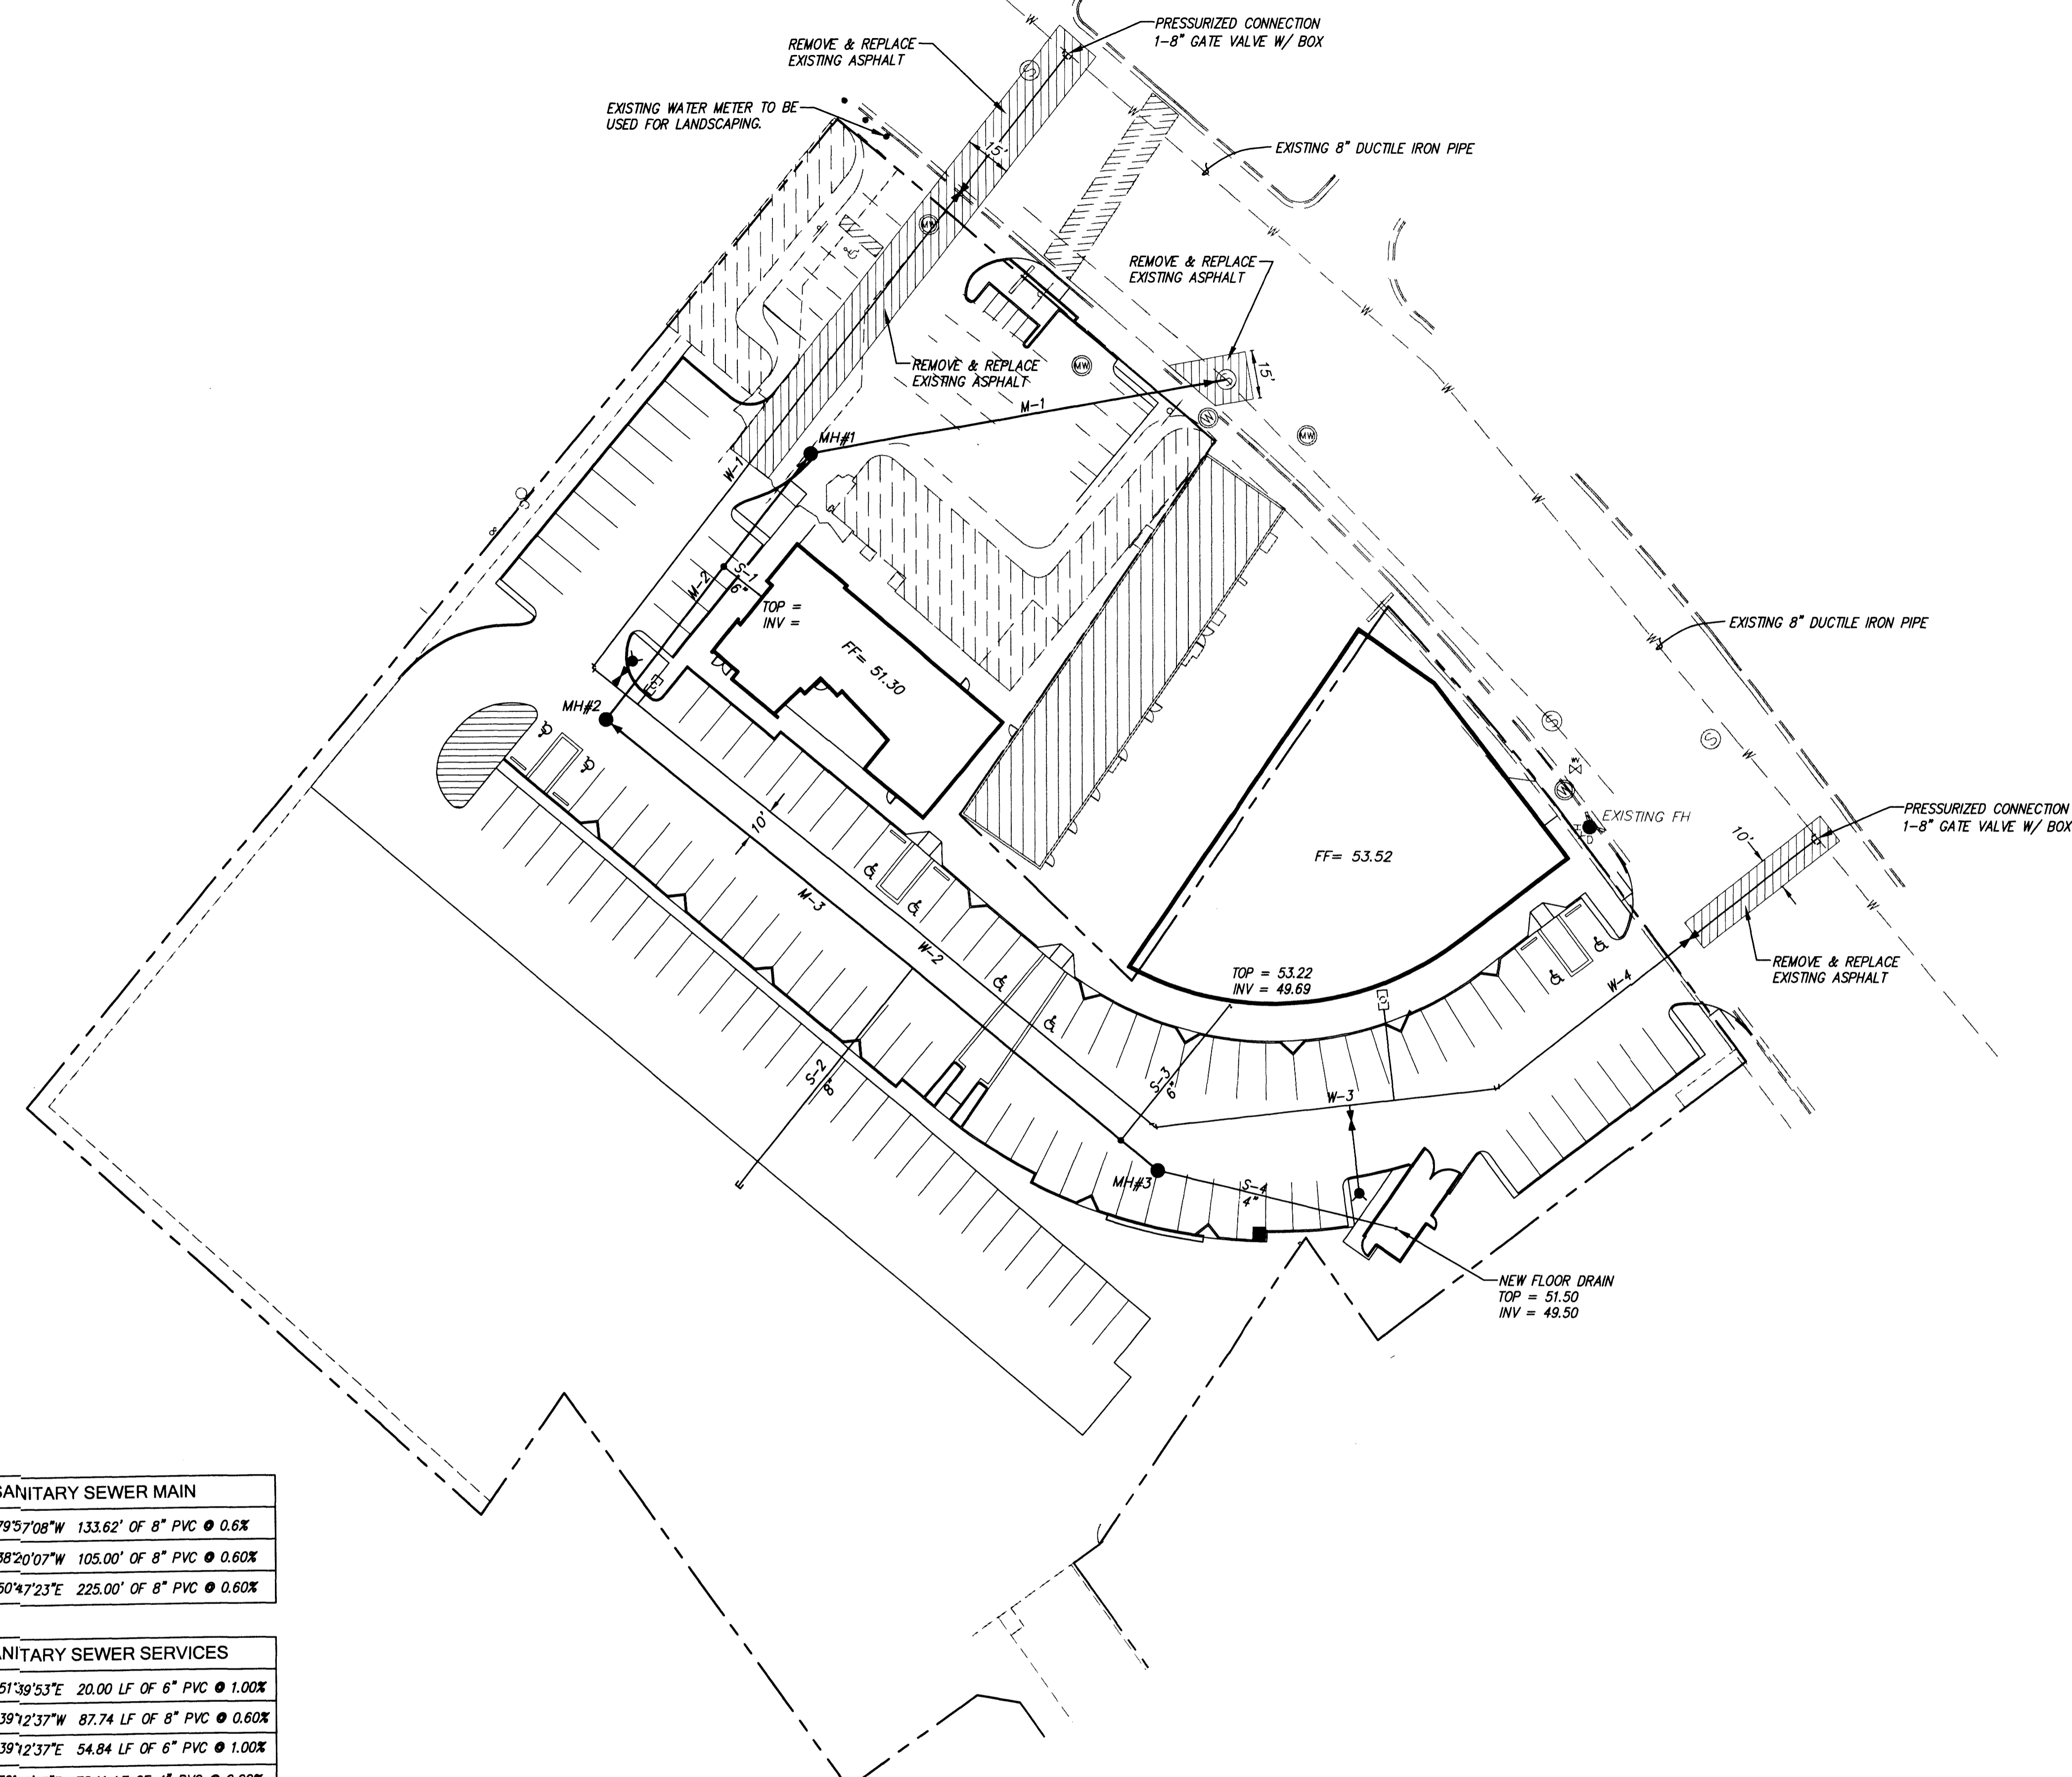 PRESSURIZED CONNECTION
1-8" GATE VALVE W/ BOX
REMOVE & REPLACE
EXISTING ASPHALT
EXISTING WATER METER TO BE
USED FOR LANDSCAPING.
15'
EXISTING 8" DUCTILE IRON PIPE
W
W
W
W
W
S
MW
REMOVE & REPLACE
EXISTING ASPHALT
REMOVE & REPLACE
EXISTING ASPHALT
MW
S
15'
M-1
W
MW
MH#1
W-1
W
S-1
6"
M-2
TOP =
INV =
FF= 51.30
EXISTING 8" DUCTILE IRON PIPE
W
MH#2
S
S
W
WV
W
EXISTING FH
PRESSURIZED CONNECTION
1-8" GATE VALVE W/ BOX
10'
10'
FF= 53.52
M-3
W-2
W
REMOVE & REPLACE
EXISTING ASPHALT
TOP = 53.22
INV = 49.69
W-4
S-2
8"
S-3
6"
W-3
MH#3
S-4
4"
NEW FLOOR DRAIN
TOP = 51.50
INV = 49.50
SANITARY SEWER MAIN
79°57'08"W 133.62' OF 8" PVC @ 0.6%
38°20'07"W 105.00' OF 8" PVC @ 0.60%
50°47'23"E 225.00' OF 8" PVC @ 0.60%
ANITARY SEWER SERVICES
51°39'53"E 20.00 LF OF 6" PVC @ 1.00%
39°12'37"W 87.74 LF OF 8" PVC @ 0.60%
39°12'37"E 54.84 LF OF 6" PVC @ 1.00%